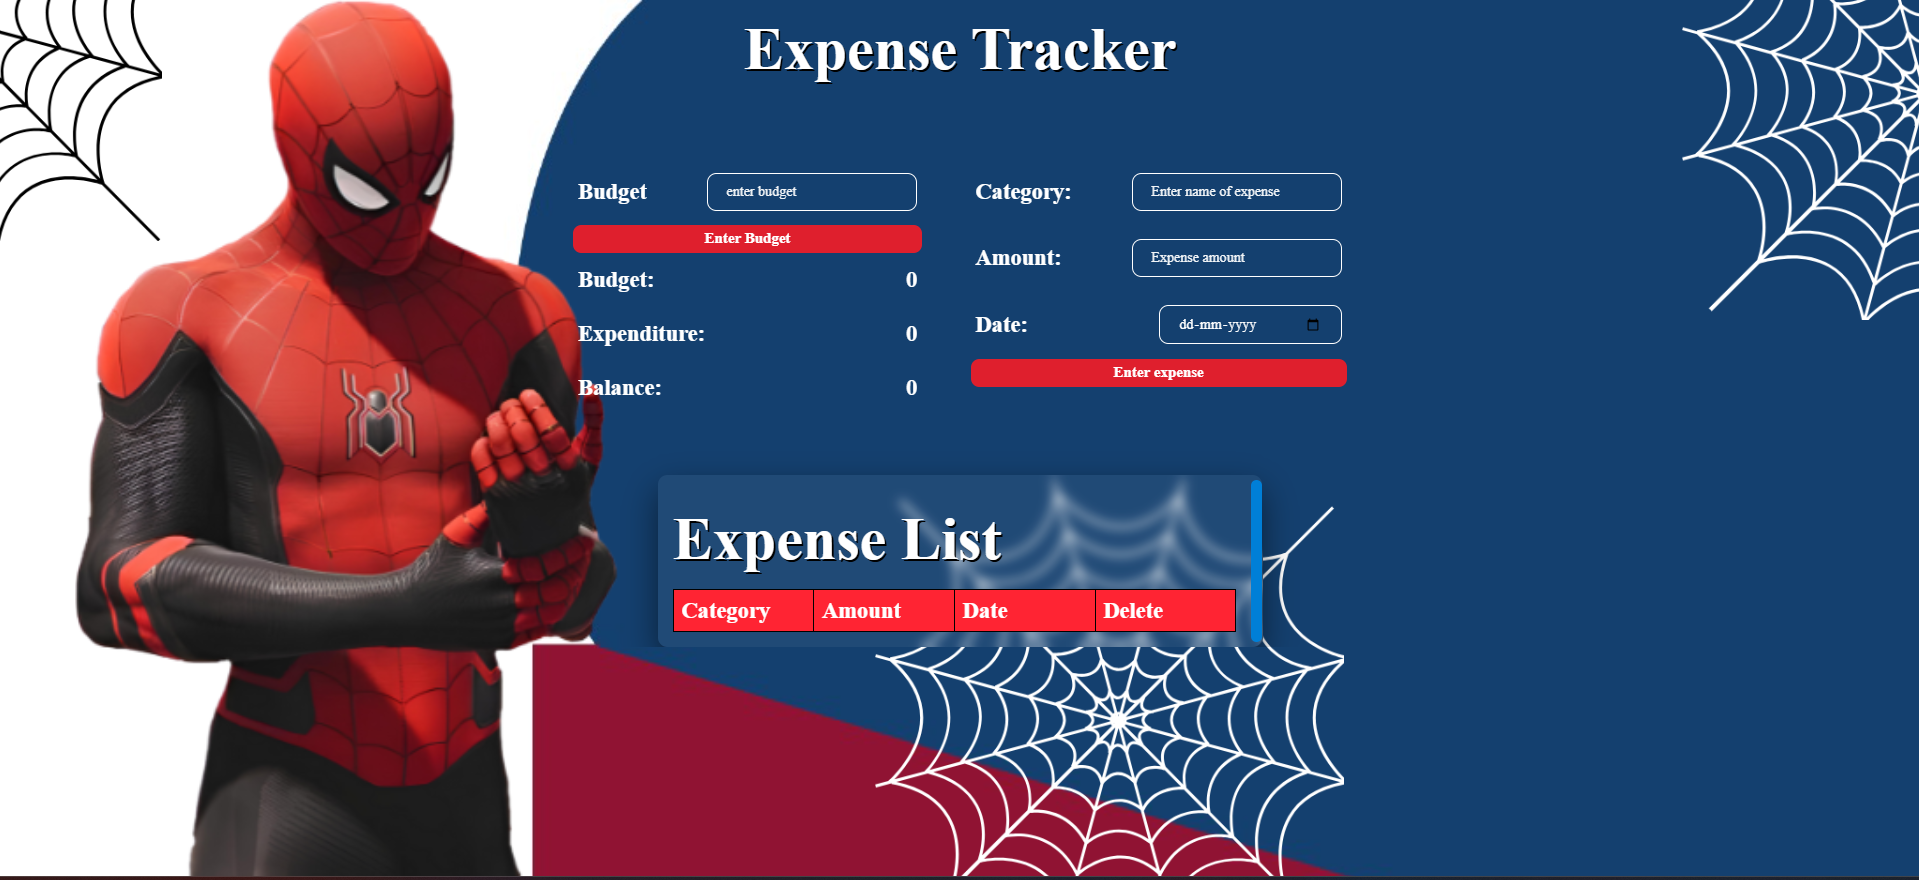 Expense Tracker
Budget
enter budget
Enter Budget
Budget: 0
Expenditure: 0
Balance: 0
Category:
Enter name of expense
Amount:
Expense amount
Date:
dd-mm-yyyy
Enter expense
Expense List
Category Amount Date Delete